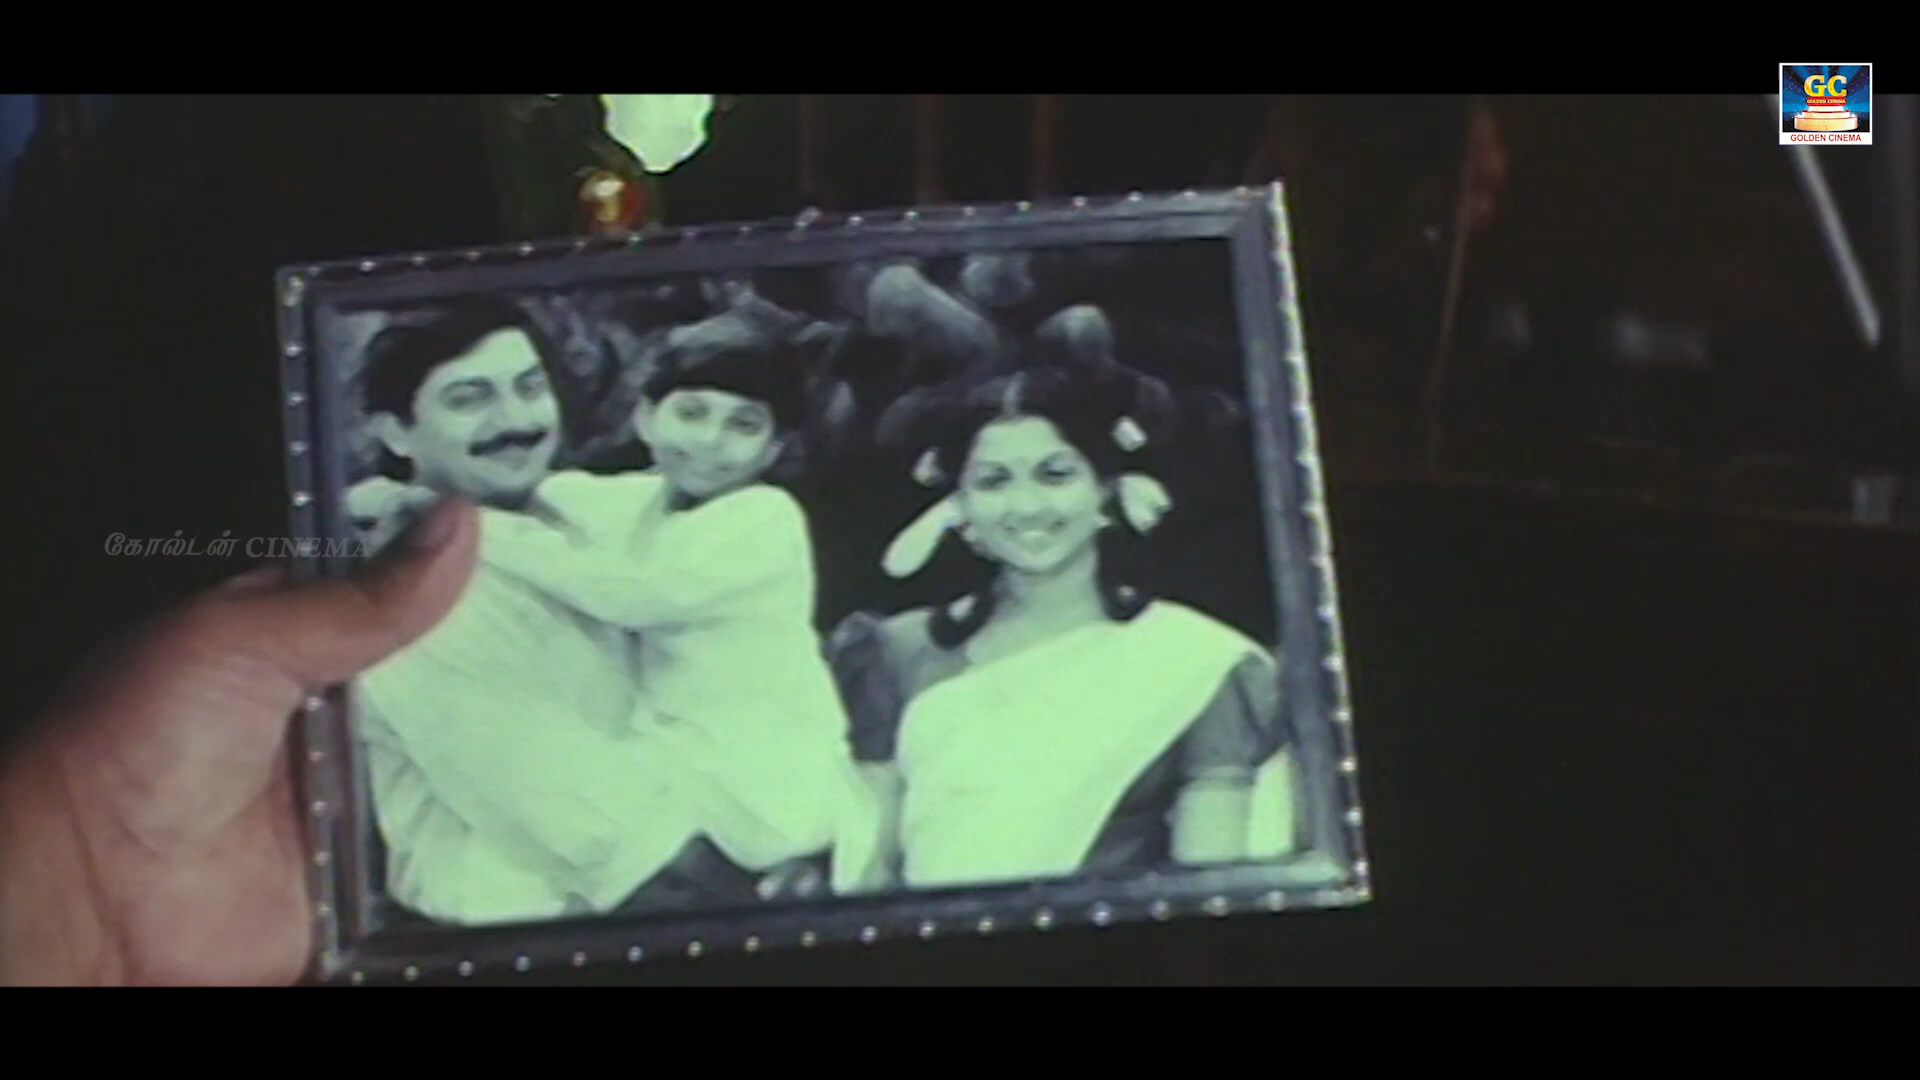 GC
GOLDEN CINEMA
GOLDEN CINEMA
கோல்டன் CINEMA